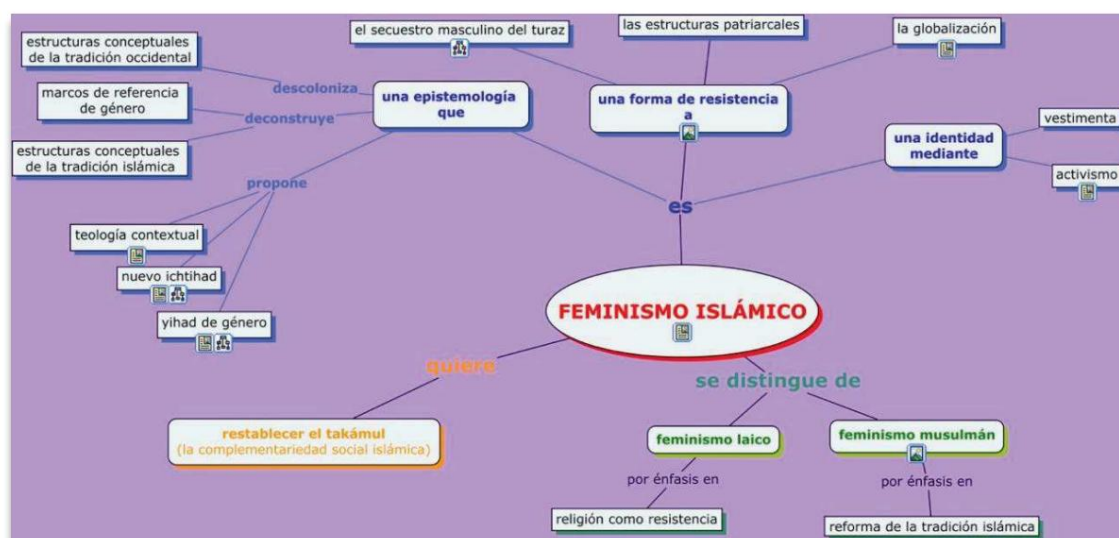 el secuestro masculino del turaz
las estructuras patriarcales
la globalización
estructuras conceptuales
de la tradición occidental
descoloniza
marcos de referencia
de género
deconstruye
estructuras conceptuales
de la tradición islámica
una epistemología
que
una forma de resistencia
a
una identidad
mediante
vestimenta
activismo
propone
es
teología contextual
nuevo ichtihad
yihad de género
FEMINISMO ISLÁMICO
quiere
restablecer el takámul
(la complementariedad social islámica)
se distingue de
feminismo laico
por énfasis en
religión como resistencia
feminismo musulmán
por énfasis en
reforma de la tradición islámica